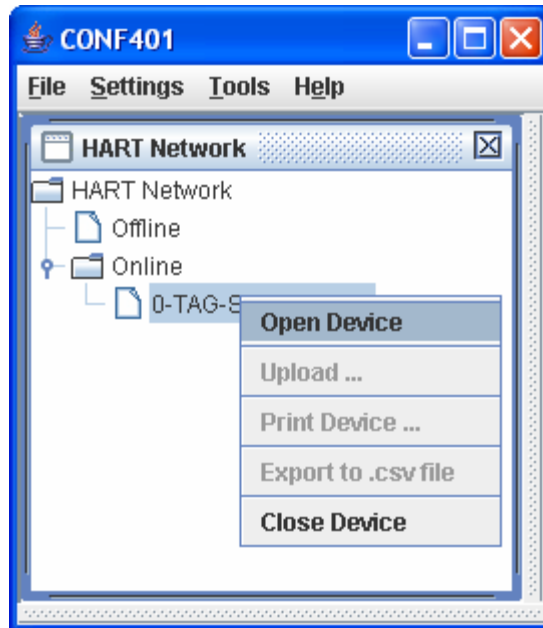 CONF401
File Settings Tools Help
HART Network
HART Network
Offline
Online
0-TAG-
Open Device
Upload ...
Print Device ...
Export to .csv file
Close Device